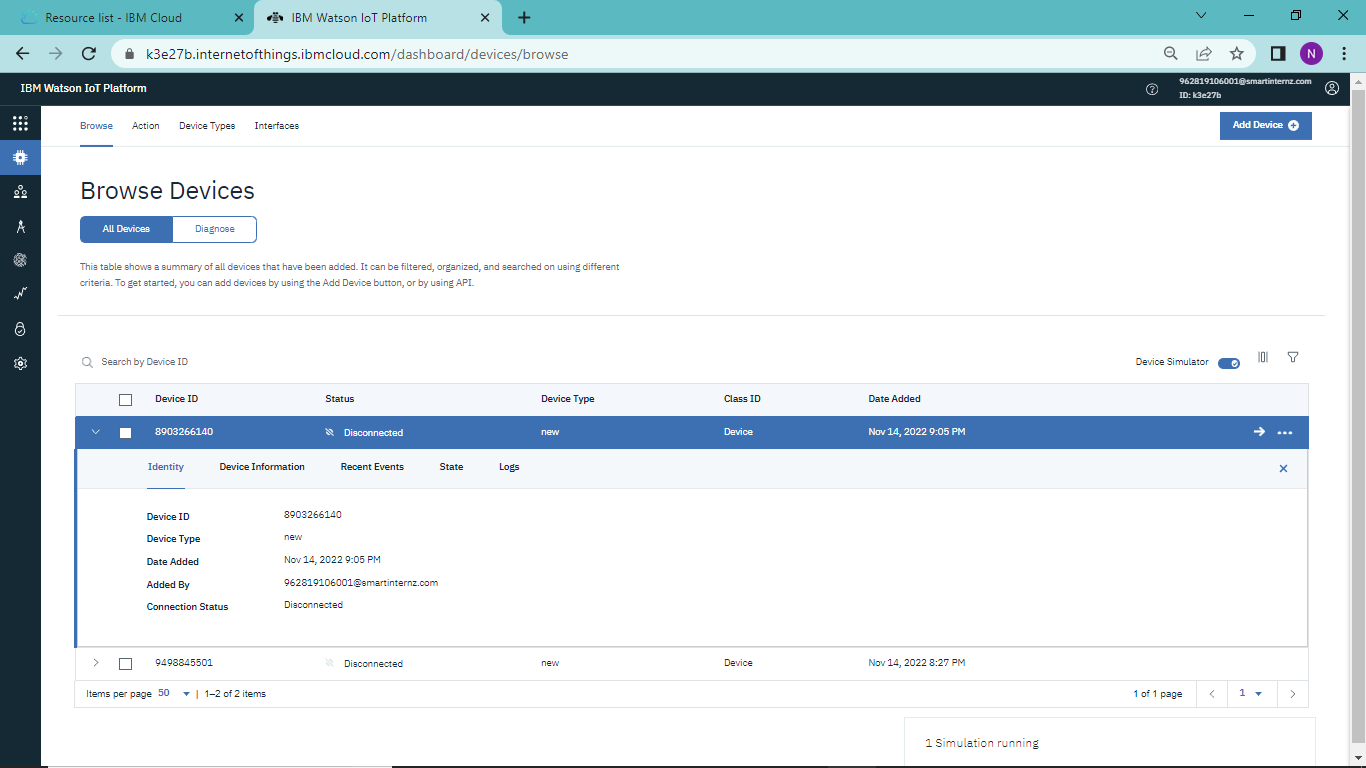 Resource list - IBM Cloud
IBM Watson IoT Platform
k3e27b.internetofthings.ibmcloud.com/dashboard/devices/browse
N
IBM Watson IoT Platform
962819106001@smartinternz.com
ID: k3e27b
Browse Action Device Types Interfaces
Add Device
Browse Devices
All Devices Diagnose
This table shows a summary of all devices that have been added. It can be filtered, organized, and searched on using different
criteria. To get started, you can add devices by using the Add Device button, or by using API.
Search by Device ID
Device Simulator
Device ID Status Device Type Class ID Date Added
8903266140 Disconnected new Device Nov 14, 2022 9:05 PM
Identity Device Information Recent Events State Logs
Device ID 8903266140
Device Type new
Date Added Nov 14, 2022 9:05 PM
Added By 962819106001@smartinternz.com
Connection Status Disconnected
9498845501 Disconnected new Device Nov 14, 2022 8:27 PM
Items per page 50 | 1–2 of 2 items
1 of 1 page 1
1 Simulation running